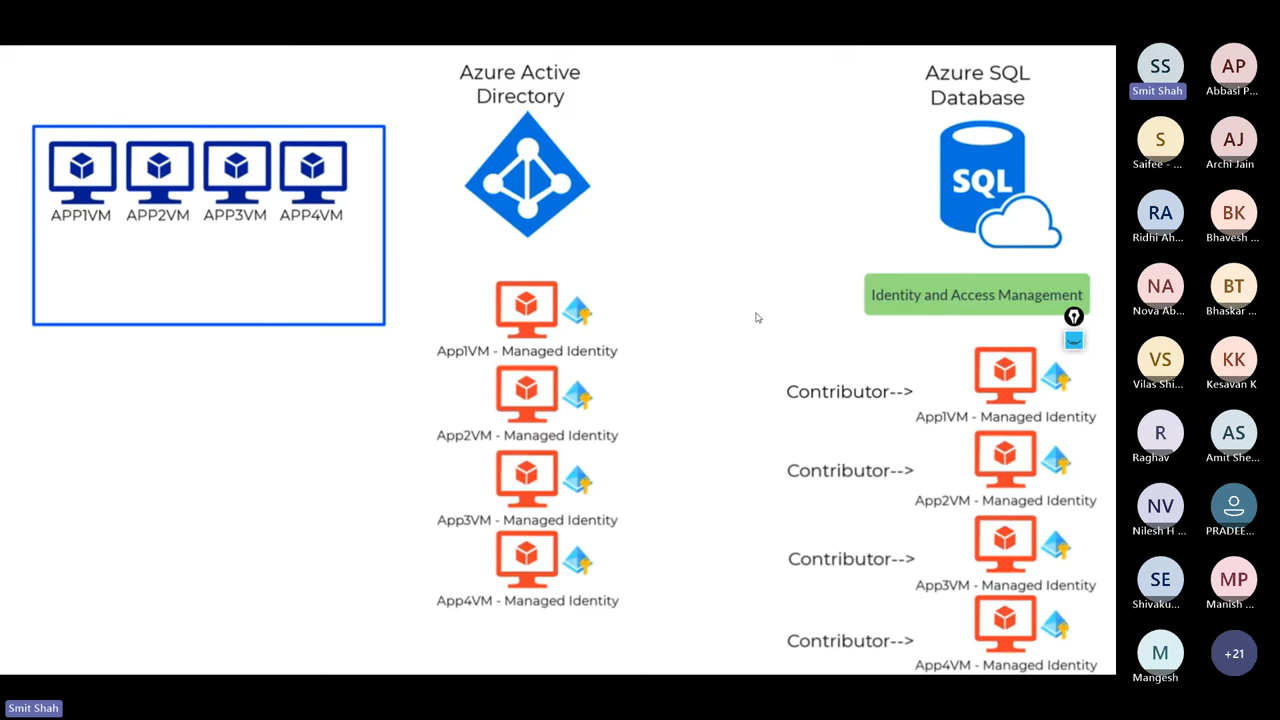 Azure Active
Directory
Azure SQL
Database
APP1VM
APP2VM
APP3VM
APP4VM
SQL
Identity and Access Management
App1VM - Managed Identity
App2VM - Managed Identity
App3VM - Managed Identity
App4VM - Managed Identity
Contributor-->
App1VM - Managed Identity
Contributor-->
App2VM - Managed Identity
Contributor-->
App3VM - Managed Identity
Contributor-->
App4VM - Managed Identity
SS
Smit Shah
AP
Abbasi P...
S
Saifee - ...
AJ
Archi Jain
RA
Ridhi Ah...
BK
Bhavesh ...
NA
Nova Ab...
BT
Bhaskar ...
VS
Vilas Shi...
KK
Kesavan K
R
Raghav
AS
Amit She...
NV
Nilesh H ...
PRADEE...
SE
Shivaku...
MP
Manish ...
M
Mangesh
+21
Smit Shah